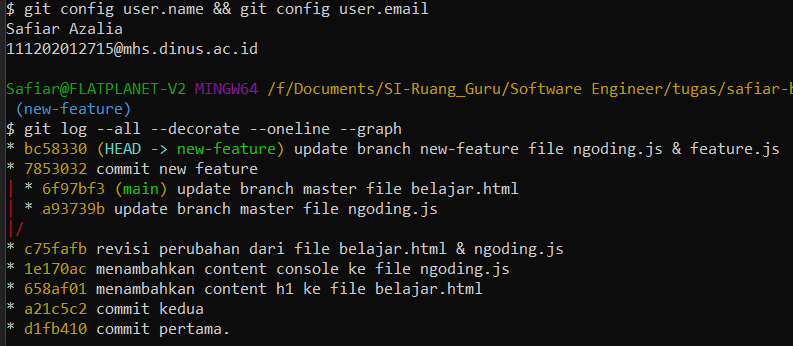 $ git config user.name && git config user.email
Safiar Azalia
111202012715@mhs.dinus.ac.id
Safiar@FLATPLANET-V2 MINGW64 /f/Documents/SI-Ruang_Guru/Software Engineer/tugas/safiar-b
(new-feature)
$ git log --all --decorate --oneline --graph
* bc58330 (HEAD -> new-feature) update branch new-feature file ngoding.js & feature.js
* 7853032 commit new feature
| * 6f97bf3 (main) update branch master file belajar.html
| * a93739b update branch master file ngoding.js
|/
* c75fafb revisi perubahan dari file belajar.html & ngoding.js
* 1e170ac menambahkan content console ke file ngoding.js
* 658af01 menambahkan content h1 ke file belajar.html
* a21c5c2 commit kedua
* d1fb410 commit pertama.